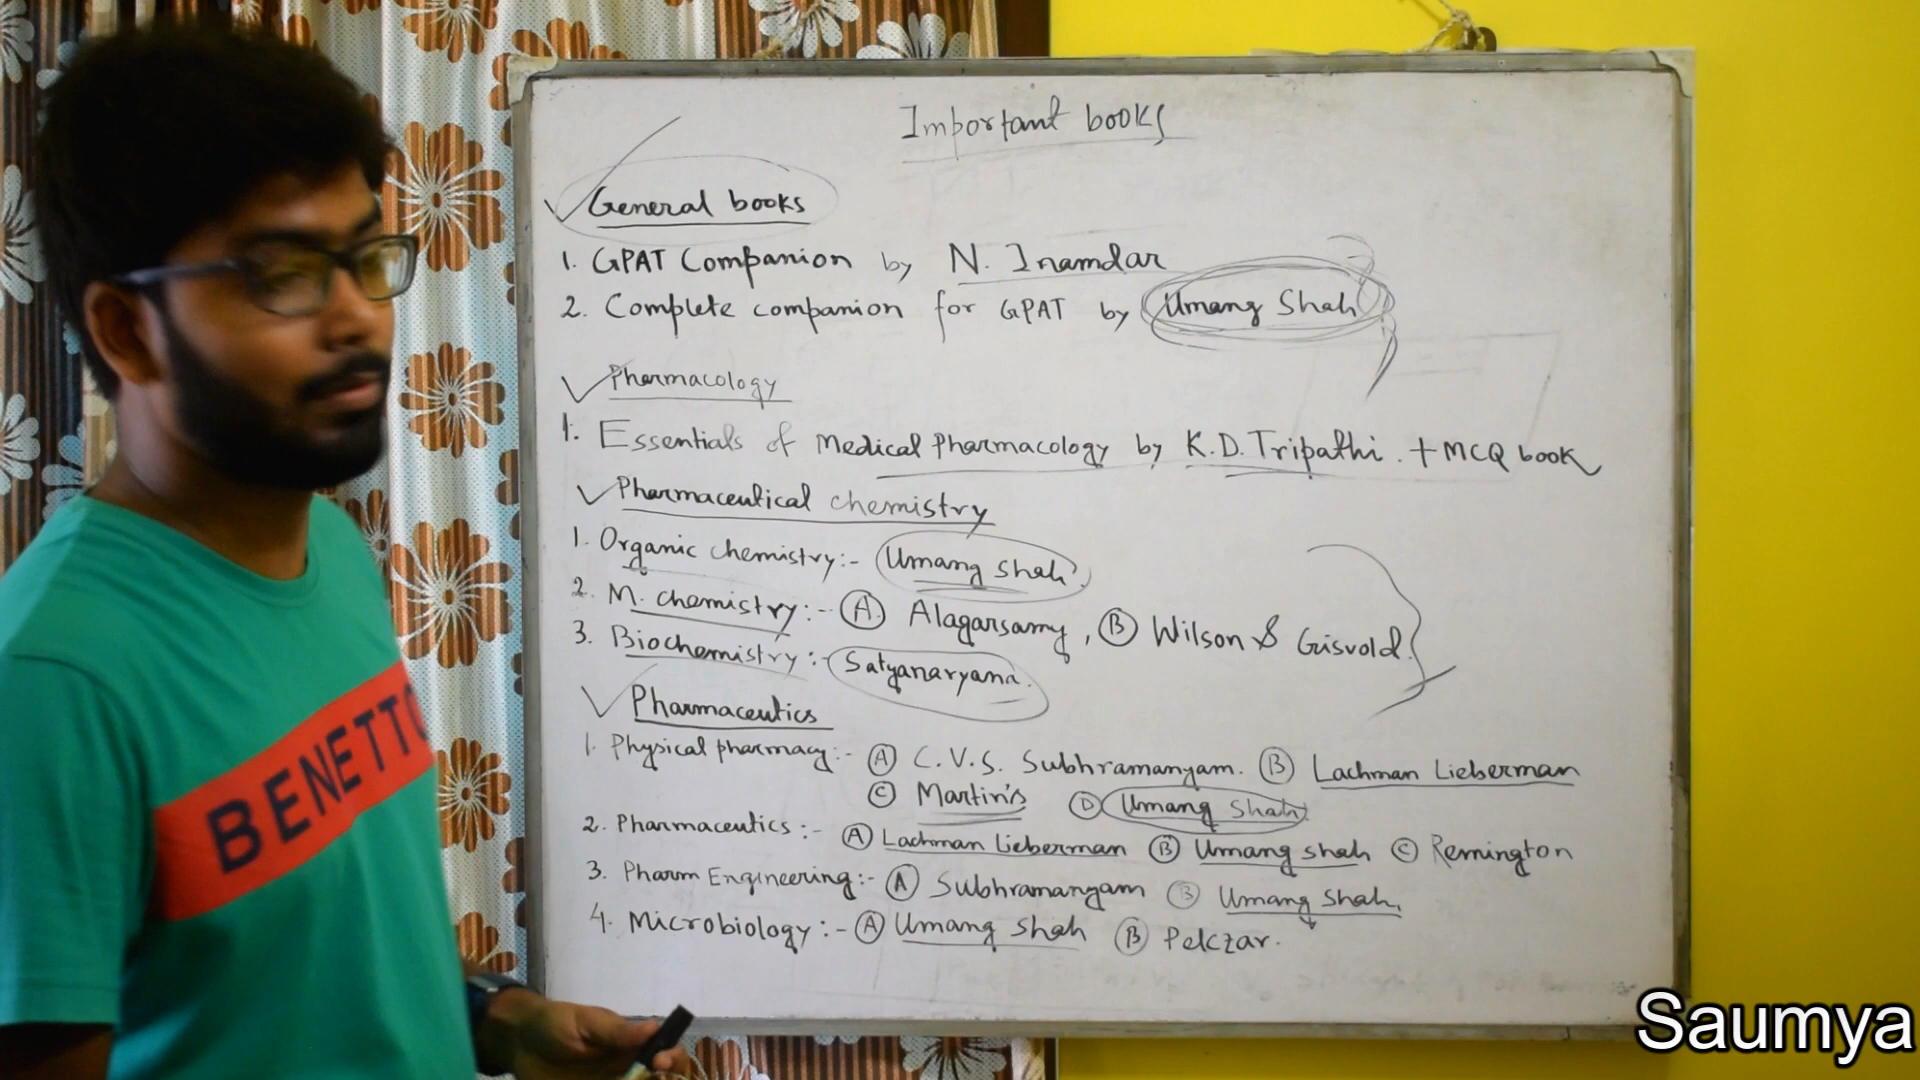 Important books
General books
1. GPAT Companion by N. Inamdar
2. Complete companion for GPAT by Umang Shah
Pharmacology
1. Essentials of Medical Pharmacology by K.D. Tripathi. + MCQ book
Pharmaceutical chemistry
1. Organic chemistry:- Umang Shah.
2. M. chemistry:- (A) Alagarsamy, (B) Wilson & Gisvold.
3. Biochemistry:- Satyanaryana.
Pharmaceutics
1. Physical pharmacy:- (A) C.V.S. Subhramanyam. (B) Lachman Lieberman
(C) Martin's (D) Umang Shah
2. Pharmaceutics:- (A) Lachman Lieberman (B) Umang Shah (C) Remington
3. Pharm Engineering:- (A) Subhramanyam (B) Umang Shah.
4. Microbiology:- (A) Umang Shah (B) Pelczar.
BENETTO
Saumya